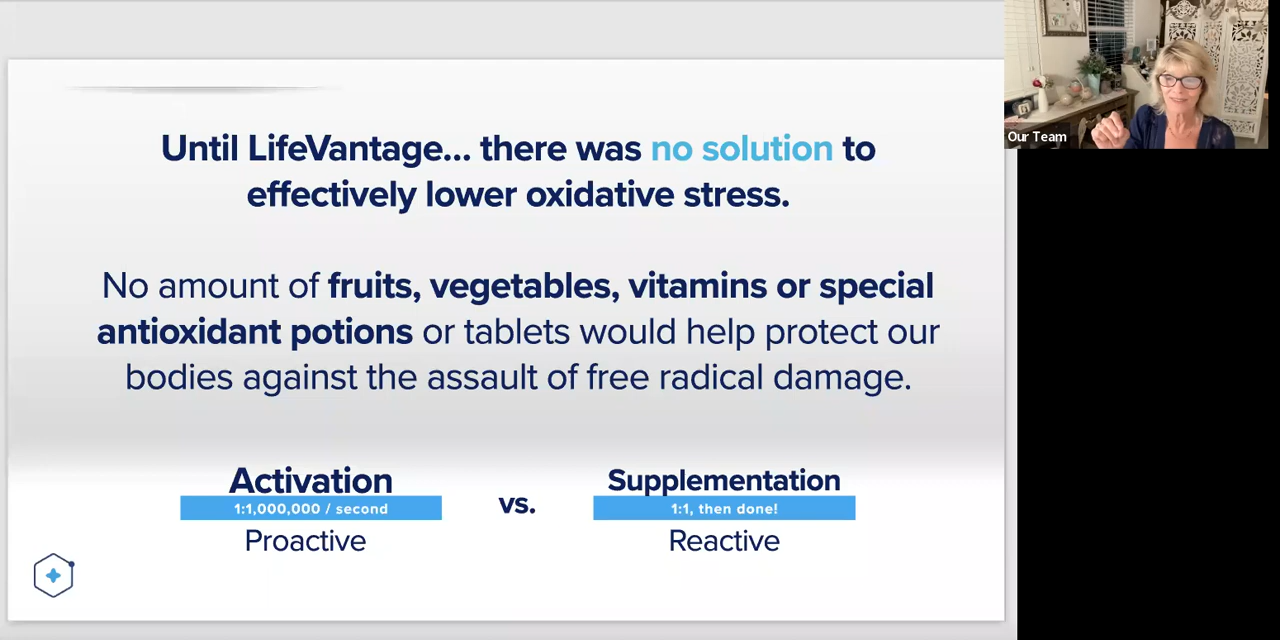 Until LifeVantage... there was no solution to
effectively lower oxidative stress.
No amount of fruits, vegetables, vitamins or special
antioxidant potions or tablets would help protect our
bodies against the assault of free radical damage.
Activation
1:1,000,000 / second
Proactive
vs.
Supplementation
1:1, then done!
Reactive
Our Team